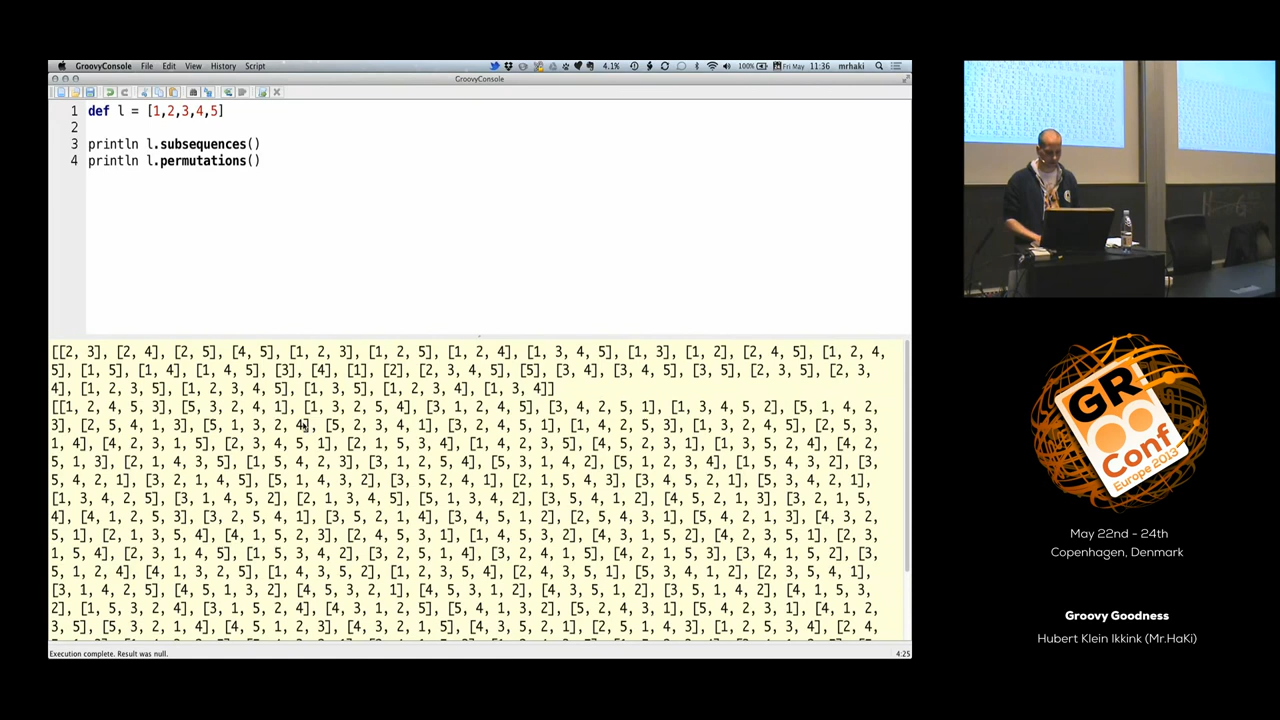 GroovyConsole File Edit View History Script 4.1% 100% Fri May 11:36 mrhaki
GroovyConsole
1 def l = [1,2,3,4,5]
2
3 println l.subsequences()
4 println l.permutations()
[[2, 3], [2, 4], [2, 5], [4, 5], [1, 2, 3], [1, 2, 5], [1, 2, 4], [1, 3, 4, 5], [1, 3], [1, 2], [2, 4, 5], [1, 2, 4,
5], [1, 5], [1, 4], [1, 4, 5], [3], [4], [1], [2], [2, 3, 4, 5], [5], [3, 4], [3, 4, 5], [3, 5], [2, 3, 5], [2, 3,
4], [1, 2, 3, 5], [1, 2, 3, 4, 5], [1, 3, 5], [1, 2, 3, 4], [1, 3, 4]]
[[1, 2, 4, 5, 3], [5, 3, 2, 4, 1], [1, 3, 2, 5, 4], [3, 1, 2, 4, 5], [3, 4, 2, 5, 1], [1, 3, 4, 5, 2], [5, 1, 4, 2,
3], [2, 5, 4, 1, 3], [5, 1, 3, 2, 4], [5, 2, 3, 4, 1], [3, 2, 4, 5, 1], [1, 4, 2, 5, 3], [1, 3, 2, 4, 5], [2, 5, 3,
1, 4], [4, 2, 3, 1, 5], [2, 3, 4, 5, 1], [2, 1, 5, 3, 4], [1, 4, 2, 3, 5], [4, 5, 2, 3, 1], [1, 3, 5, 2, 4], [4, 2,
5, 1, 3], [2, 1, 4, 3, 5], [1, 5, 4, 2, 3], [3, 1, 2, 5, 4], [5, 3, 1, 4, 2], [5, 1, 2, 3, 4], [1, 5, 4, 3, 2], [3,
5, 4, 2, 1], [3, 2, 1, 4, 5], [5, 1, 4, 3, 2], [3, 5, 2, 4, 1], [2, 1, 5, 4, 3], [3, 4, 5, 2, 1], [5, 3, 4, 2, 1],
[1, 3, 4, 2, 5], [3, 1, 4, 5, 2], [2, 1, 3, 4, 5], [5, 1, 3, 4, 2], [3, 5, 4, 1, 2], [4, 5, 2, 1, 3], [3, 2, 1, 5,
4], [4, 1, 2, 5, 3], [3, 2, 5, 4, 1], [3, 5, 2, 1, 4], [3, 4, 5, 1, 2], [2, 5, 4, 3, 1], [5, 4, 2, 1, 3], [4, 3, 2,
5, 1], [2, 1, 3, 5, 4], [4, 1, 5, 2, 3], [2, 4, 5, 3, 1], [1, 4, 5, 3, 2], [4, 3, 1, 5, 2], [4, 2, 3, 5, 1], [2, 3,
1, 5, 4], [2, 3, 1, 4, 5], [1, 5, 3, 4, 2], [3, 2, 5, 1, 4], [3, 2, 4, 1, 5], [4, 2, 1, 5, 3], [3, 4, 1, 5, 2], [3,
5, 1, 2, 4], [4, 1, 3, 2, 5], [1, 4, 3, 5, 2], [1, 2, 3, 5, 4], [2, 4, 3, 5, 1], [5, 3, 4, 1, 2], [2, 3, 5, 4, 1],
[3, 1, 4, 2, 5], [4, 5, 3, 2, 1], [4, 5, 3, 1, 2], [4, 3, 5, 1, 2], [3, 5, 1, 4, 2], [4, 1, 5, 3,
2], [1, 5, 3, 2, 4], [4, 3, 1, 2, 5], [5, 4, 1, 3, 2], [5, 2, 4, 3, 1], [5, 4, 2, 3, 1], [4, 1, 2,
3, 5], [5, 3, 2, 1, 4], [4, 5, 1, 2, 3], [4, 3, 2, 1, 5], [4, 3, 5, 2, 1], [2, 5, 1, 4, 3], [5, 2, 3, 1, 4], [2, 4,
Execution complete. Result was null. 4:25
GR
Conf
Europe 2013
May 22nd - 24th
Copenhagen, Denmark
Groovy Goodness
Hubert Klein Ikkink (Mr.HaKi)